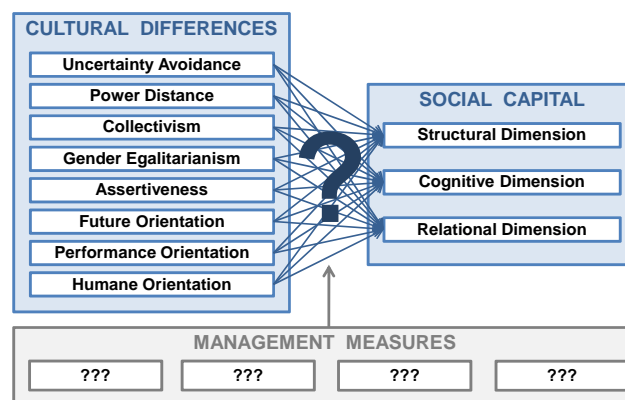 CULTURAL DIFFERENCES
Uncertainty Avoidance
Power Distance
Collectivism
Gender Egalitarianism
Assertiveness
Future Orientation
Performance Orientation
Humane Orientation
?
SOCIAL CAPITAL
Structural Dimension
Cognitive Dimension
Relational Dimension
MANAGEMENT MEASURES
??? ??? ??? ???